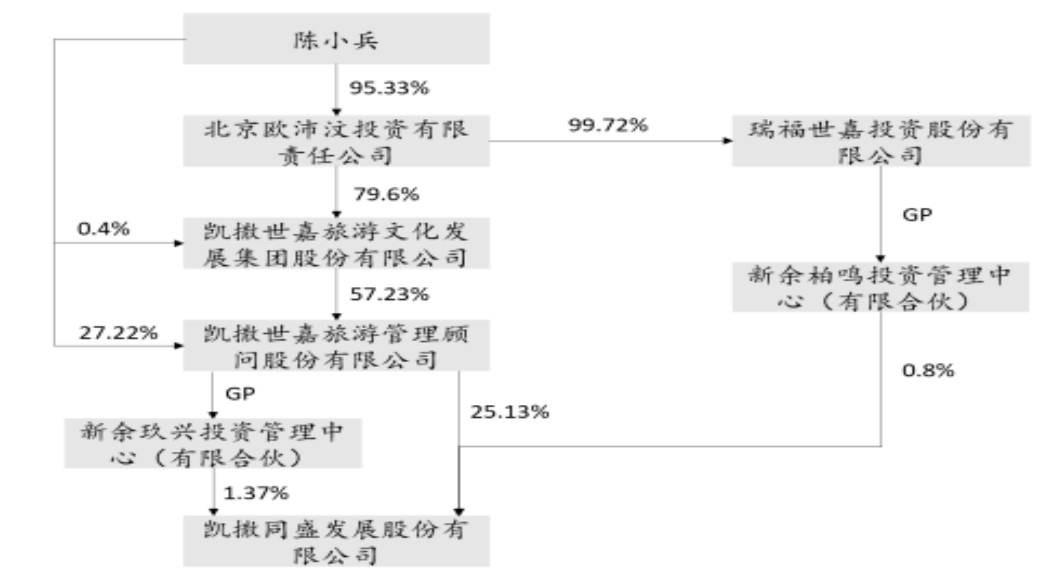 陈小兵
95.33%
北京欧沛汶投资有限
责任公司
99.72%
瑞福世嘉投资股份有
限公司
79.6%
GP
0.4%
凯撒世嘉旅游文化发
展集团股份有限公司
新余柏鸣投资管理中
心（有限合伙）
57.23%
27.22%
凯撒世嘉旅游管理顾
问股份有限公司
0.8%
GP
25.13%
新余玖兴投资管理中
心（有限合伙）
1.37%
凯撒同盛发展股份有
限公司